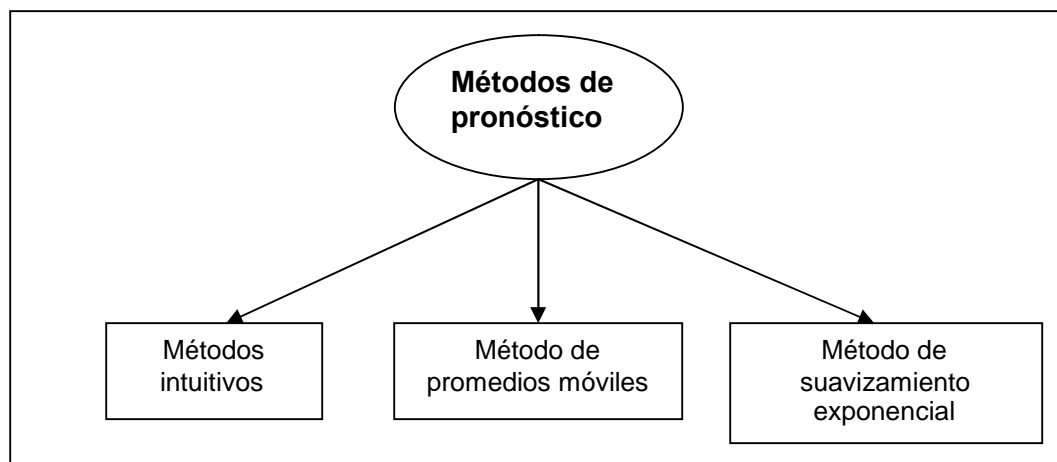 Métodos de
pronóstico
Métodos
intuitivos
Método de
promedios móviles
Método de
suavizamiento
exponencial